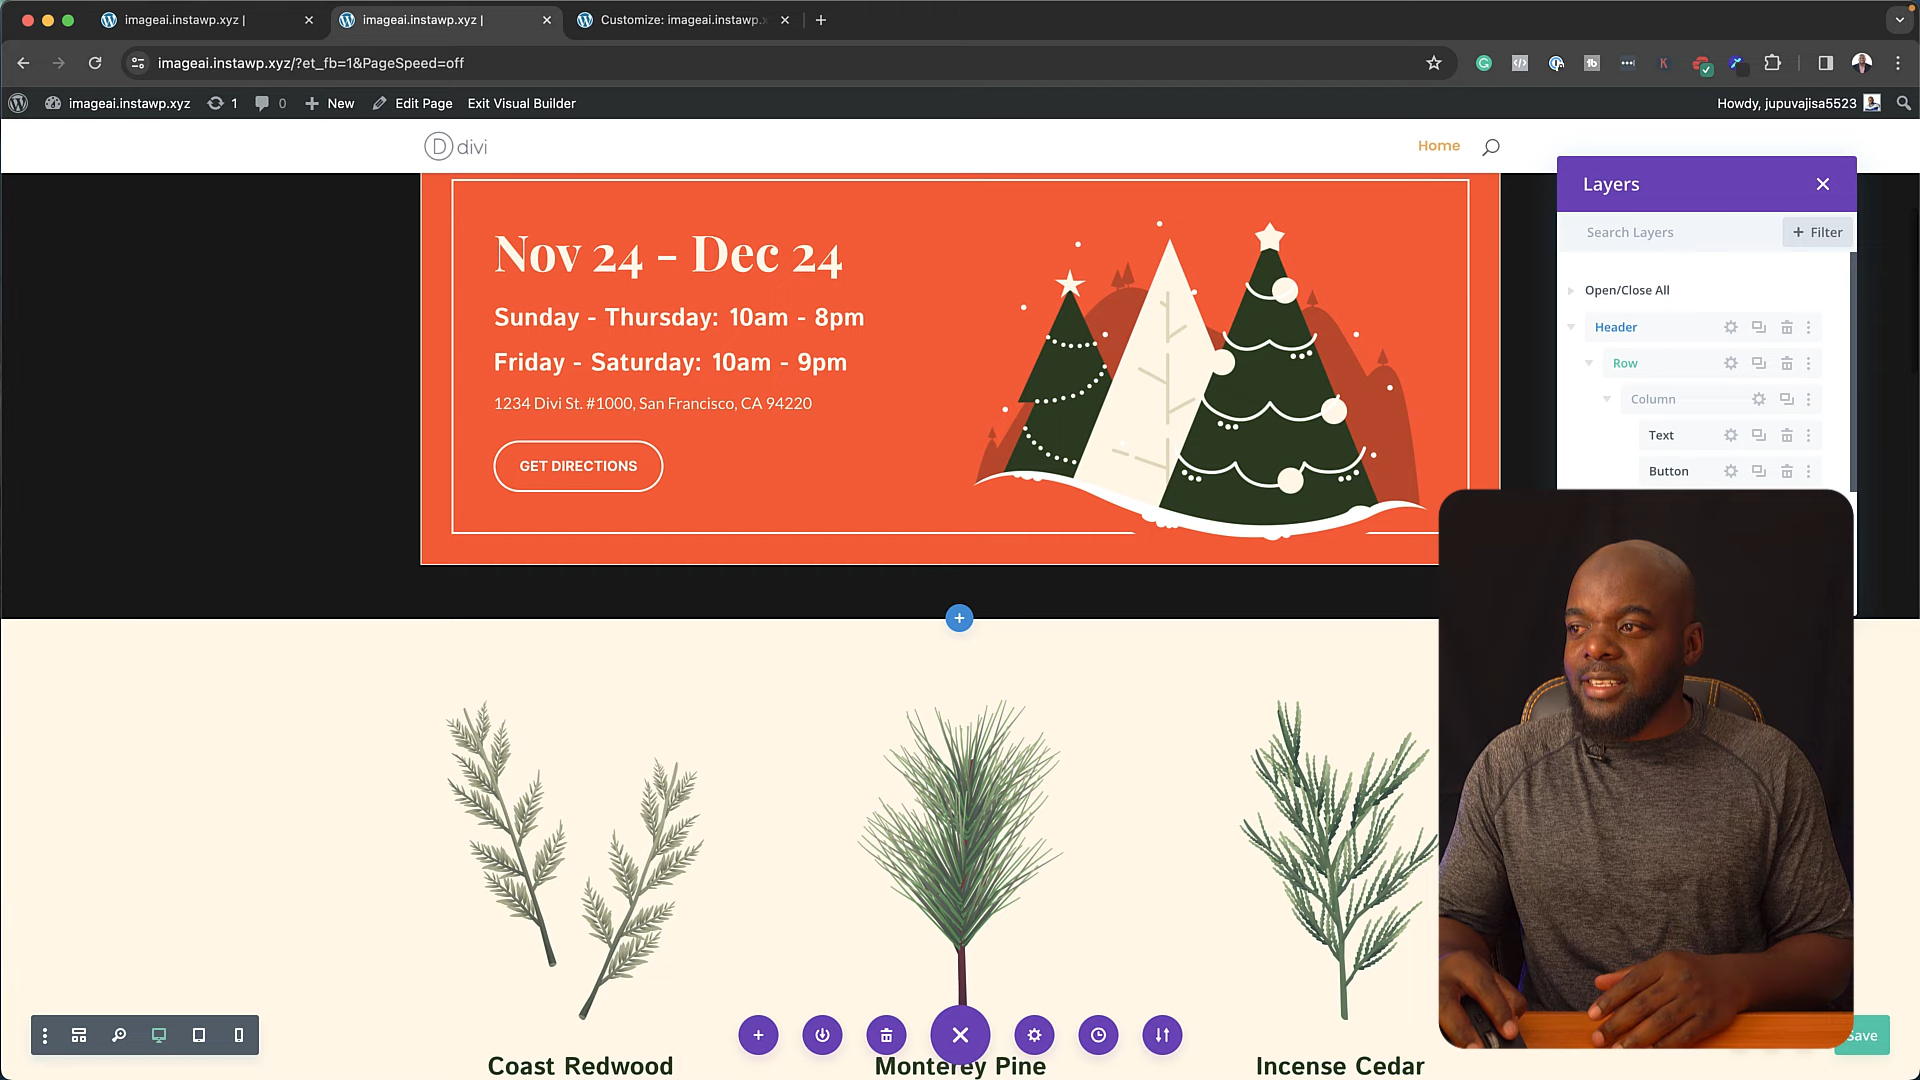 imageai.instawp.xyz |
imageai.instawp.xyz |
Customize: imageai.instawp.x
imageai.instawp.xyz/?et_fb=1&PageSpeed=off
imageai.instawp.xyz
1
0
New
Edit Page
Exit Visual Builder
Howdy, jupuvajisa5523
D divi
Home
Layers
Search Layers
+ Filter
Open/Close All
Header
Row
Column
Text
Button
Nov 24 – Dec 24
Sunday - Thursday: 10am - 8pm
Friday - Saturday: 10am - 9pm
1234 Divi St. #1000, San Francisco, CA 94220
GET DIRECTIONS
Save
Coast Redwood
Monterey Pine
Incense Cedar